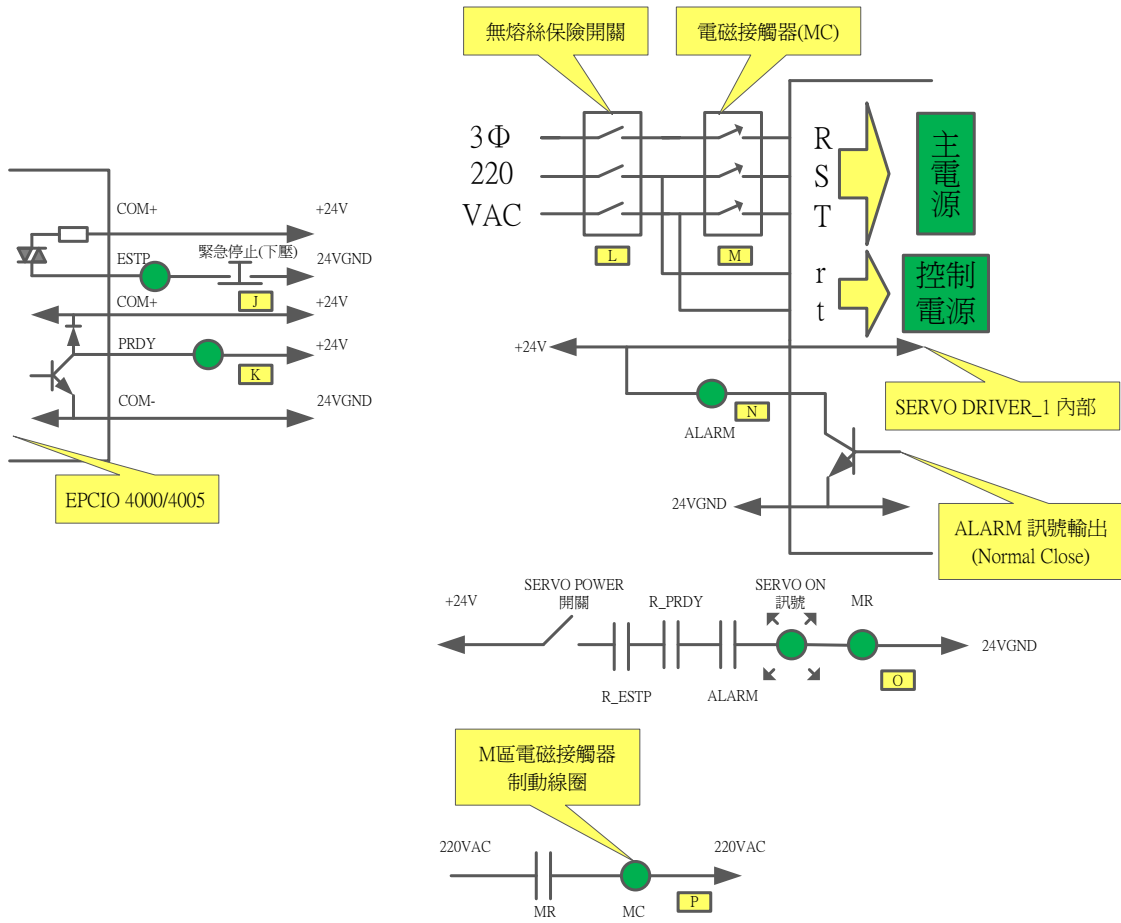 無熔絲保險開關
電磁接觸器(MC)
3Φ
220
VAC
R
S
T
r
t
主
電
源
控制
電源
L
M
COM+
+24V
ESTP
緊急停止(下壓)
24VGND
J
COM+
+24V
PRDY
+24V
K
COM-
24VGND
EPCIO 4000/4005
+24V
N
ALARM
SERVO DRIVER_1 內部
24VGND
ALARM 訊號輸出
(Normal Close)
+24V
SERVO POWER
開關
R_PRDY
SERVO ON
訊號
MR
24VGND
R_ESTP
ALARM
O
M區電磁接觸器
制動線圈
220VAC
220VAC
MR
MC
P